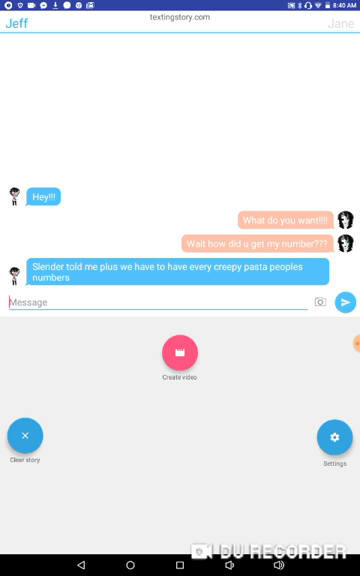 8:40 AM
textingstory.com
Jeff
Jane
Hey!!!
What do you want!!!!
Wait how did u get my number???
Slender told me plus we have to have every creepy pasta peoples
numbers
Message
Create video
Clear story
Settings
DU RECORDER